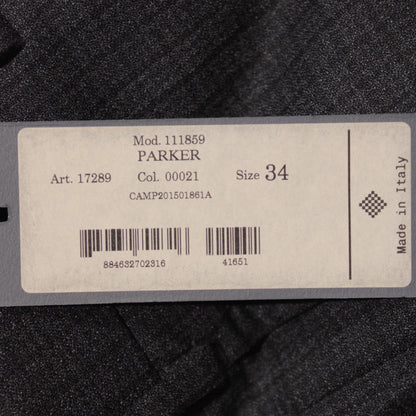 Mod. 111859
PARKER
Art. 17289 Col. 00021 Size 34
CAMP201501861A
884632702316 41651
Made in Italy